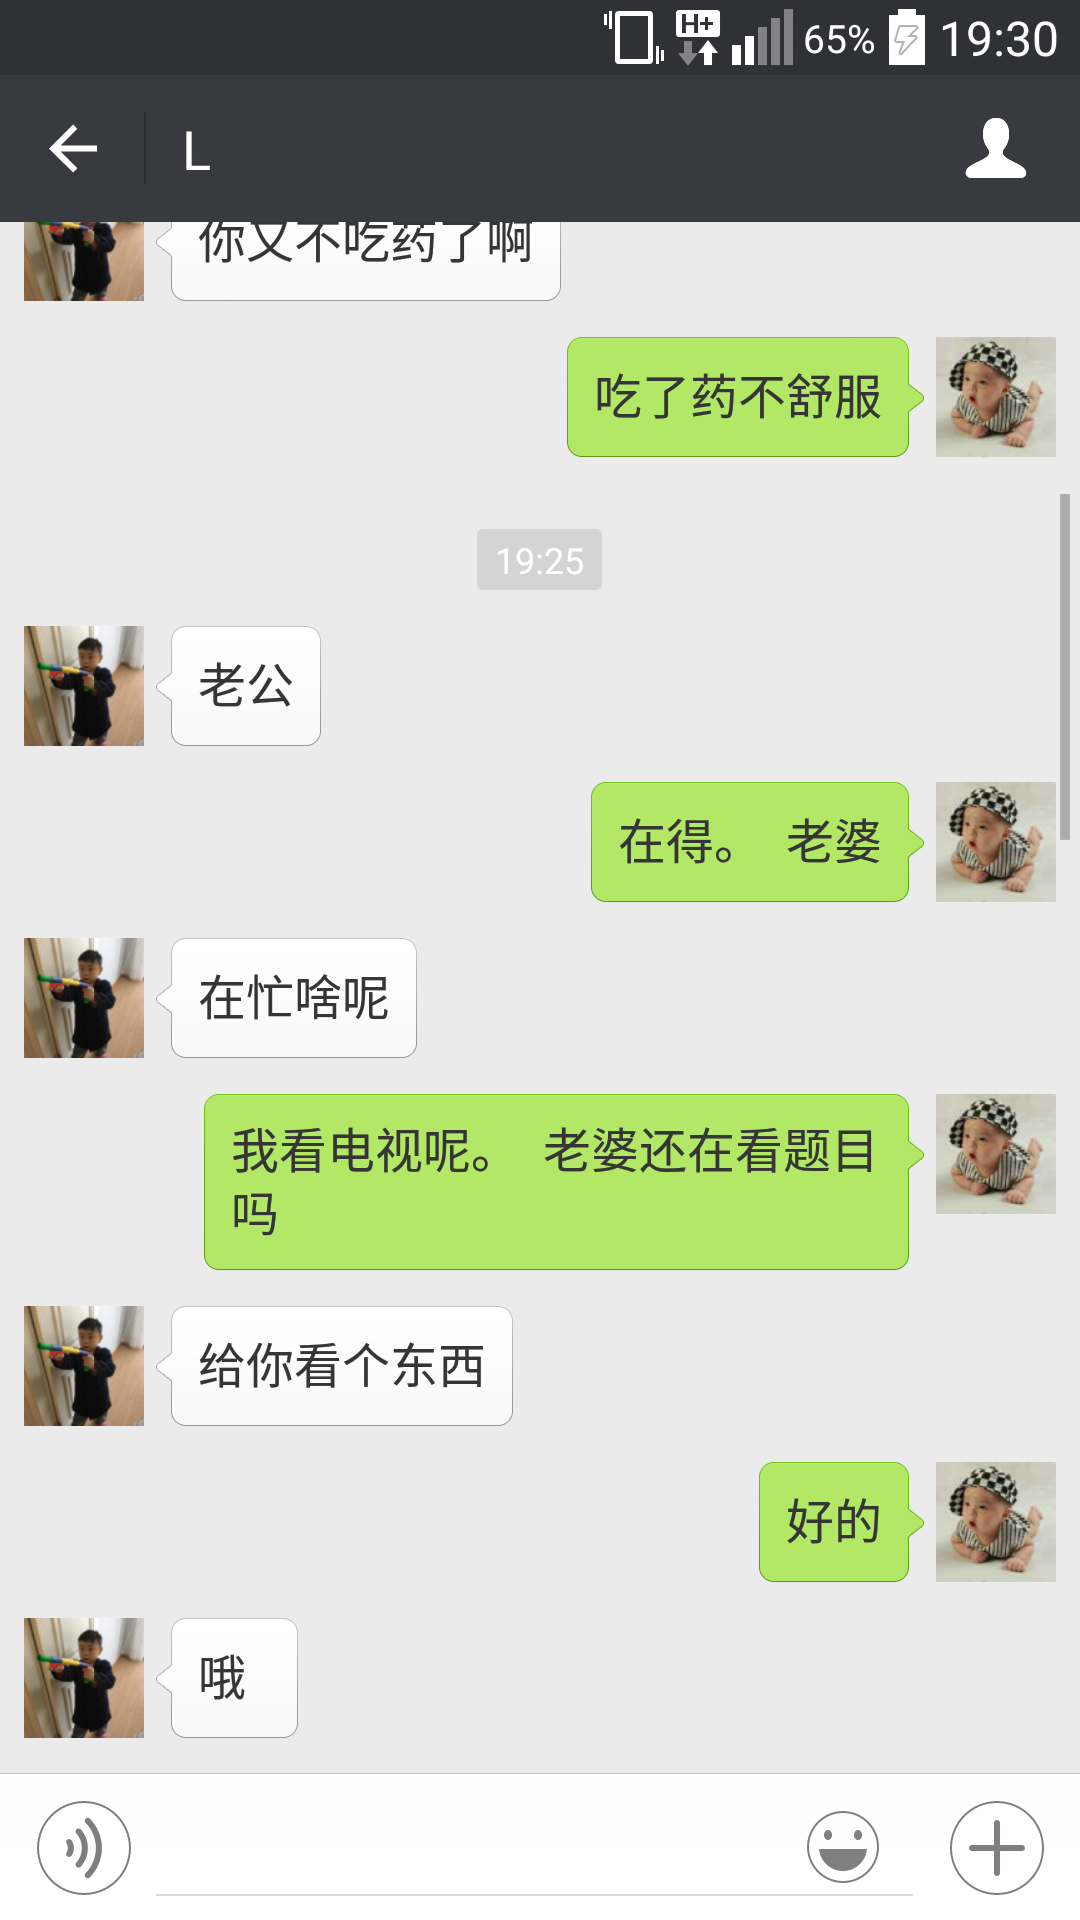 H+
65%
19:30
L
你又不吃药了啊
吃了药不舒服
19:25
老公
在得。 老婆
在忙啥呢
我看电视呢。 老婆还在看题目
吗
给你看个东西
好的
哦